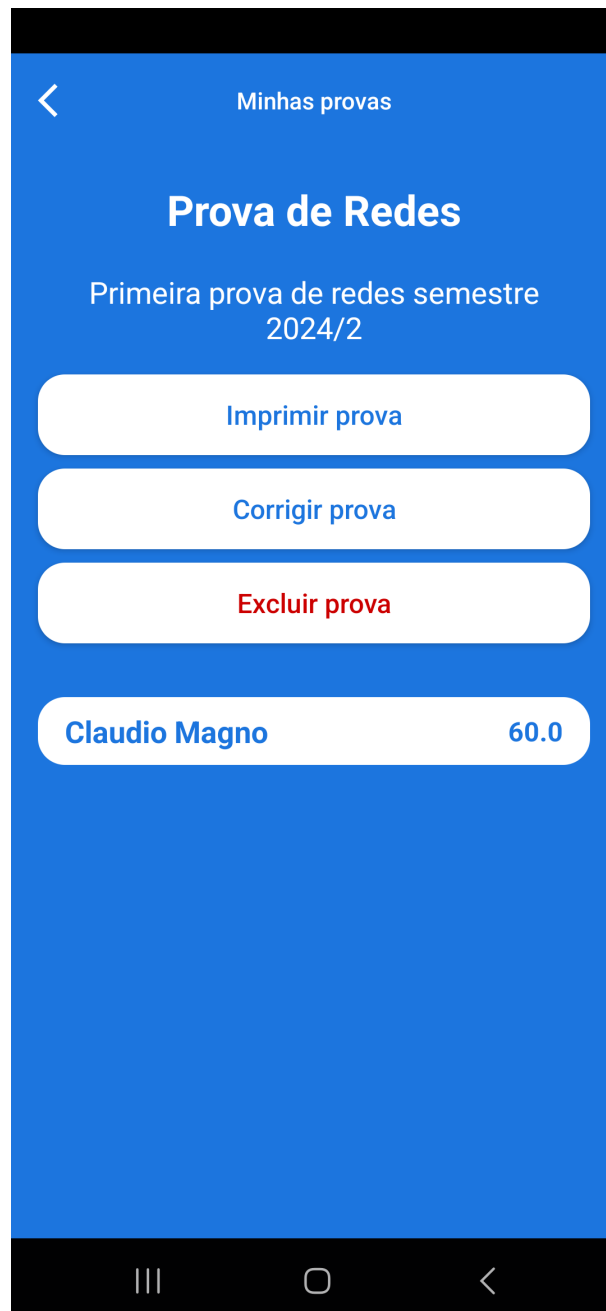 Minhas provas
Prova de Redes
Primeira prova de redes semestre
2024/2
Imprimir prova
Corrigir prova
Excluir prova
Claudio Magno 60.0